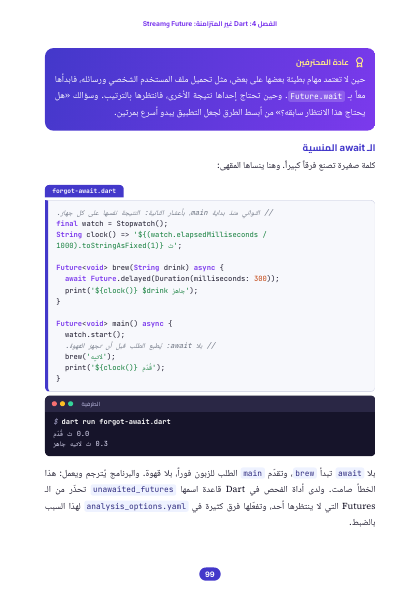 الفصل 4: Dart غير المتزامنة: Future وStream
عادة المحترفين
حين لا تعتمد مهام بطيئة بعضها على بعض، مثل تحميل ملف المستخدم الشخصي ورسائله، فابدأها
معاً بـ Future.wait. وحين تحتاج إحداها نتيجة الأخرى، فانتظرها بالترتيب. وسؤالك «هل
يحتاج هذا الانتظار سابقه؟» من أبسط الطرق لجعل التطبيق يبدو أسرع بمرتين.
الـ await المنسية
كلمة صغيرة تصنع فرقاً كبيراً. وهنا ينساها المقهى:
forgot-await.dart
// الثواني منذ بداية main، بأعشار الثانية: النتيجة نفسها على كل جهاز.
final watch = Stopwatch();
String clock() => '${(watch.elapsedMilliseconds /
1000).toStringAsFixed(1)} ث';
Future<void> brew(String drink) async {
await Future.delayed(Duration(milliseconds: 300));
print('${clock()} $drink جاهز');
}
Future<void> main() async {
watch.start();
// بلا await: يُطبع الطلب قبل أن تجهز القهوة.
brew('لاتيه');
print('${clock()} قُدّم');
}
الطرفية
$ dart run forgot-await.dart
0.0 ث قُدّم
0.3 ث لاتيه جاهز
بلا await تبدأ brew، وتقدّم main الطلب للزبون فوراً، بلا قهوة. والبرنامج يُترجم ويعمل: هذا
الخطأ صامت. ولدى أداة الفحص في Dart قاعدة اسمها unawaited_futures تحذّر من الـ
Futures التي لا ينتظرها أحد، وتفعّلها فرق كثيرة في analysis_options.yaml لهذا السبب
بالضبط.
99